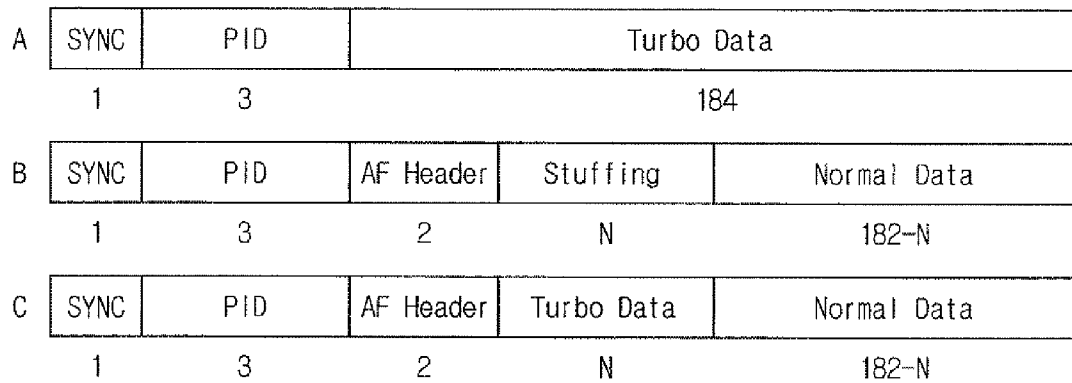 A SYNC PID Turbo Data
1 3 184
B SYNC PID AF Header Stuffing Normal Data
1 3 2 N 182-N
C SYNC PID AF Header Turbo Data Normal Data
1 3 2 N 182-N